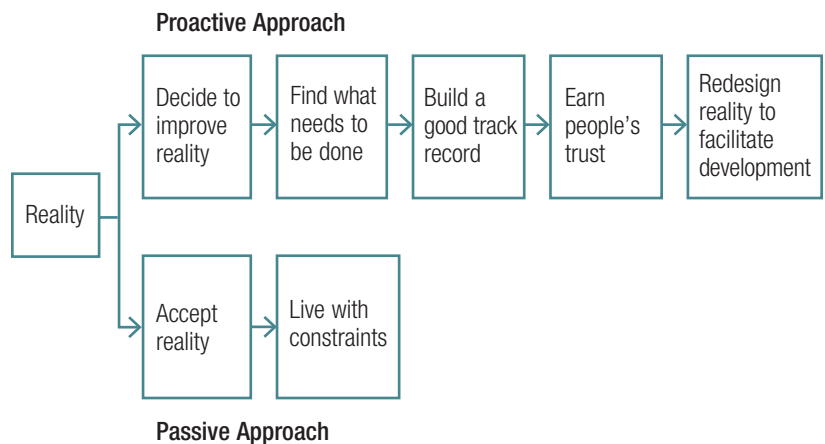 Proactive Approach
Decide to
improve
reality
Find what
needs to
be done
Build a
good track
record
Earn
people's
trust
Redesign
reality to
facilitate
development
Reality
Accept
reality
Live with
constraints
Passive Approach